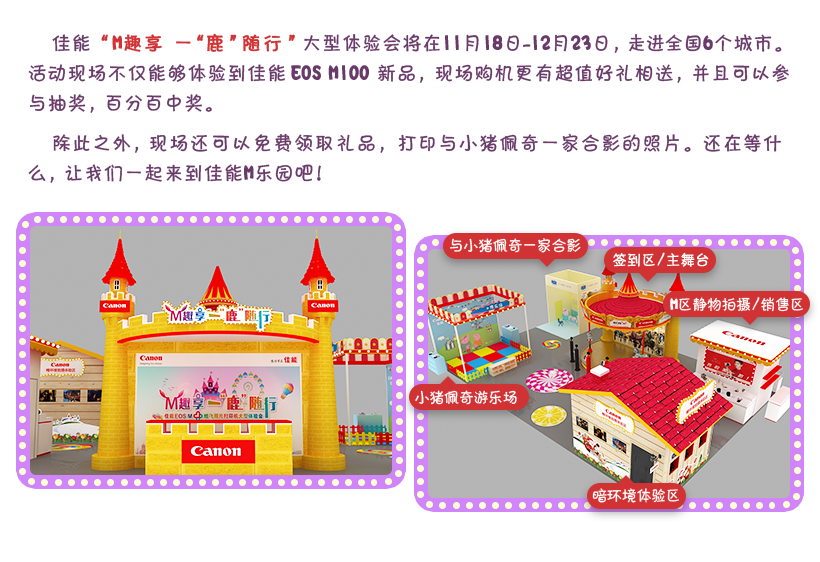 佳能“M趣享 一“鹿”随行”大型体验会将在11月18日-12月23日，走进全国6个城市。
活动现场不仅能够体验到佳能EOS M100 新品，现场购机更有超值好礼相送，并且可以参
与抽奖，百分百中奖。
除此之外，现场还可以免费领取礼品，打印与小猪佩奇一家合影的照片。还在等什
么，让我们一起来到佳能M乐园吧！
Canon
Canon
M趣享一“鹿”随行
Canon
佳能
M趣享一“鹿”随行
Canon
Canon
与小猪佩奇一家合影
签到区/主舞台
M区静物拍摄/销售区
Canon
小猪佩奇游乐场
Canon
暗环境体验区